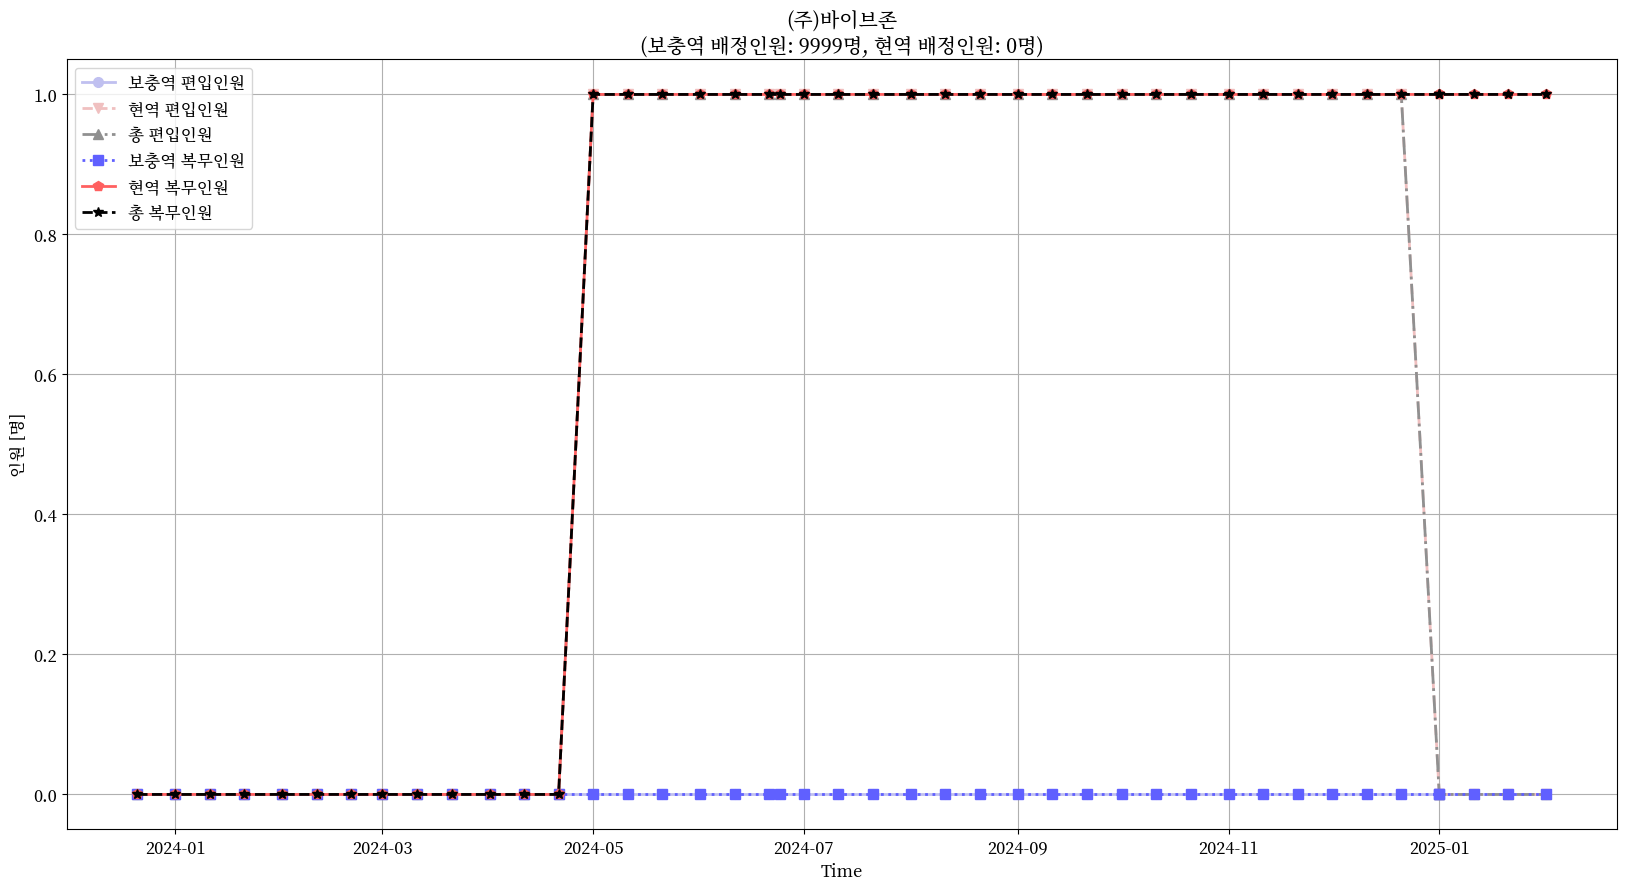 (주)바이브존
(보충역 배정인원: 9999명, 현역 배정인원: 0명)
보충역 편입인원
현역 편입인원
총 편입인원
보충역 복무인원
현역 복무인원
총 복무인원
1.0
0.8
0.6
0.4
0.2
0.0
인원 [명]
2024-01
2024-03
2024-05
2024-07
2024-09
2024-11
2025-01
Time